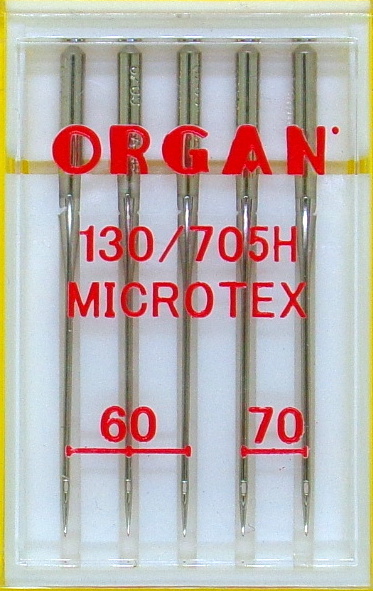 ORGAN
130/705H
MICROTEX
60 70